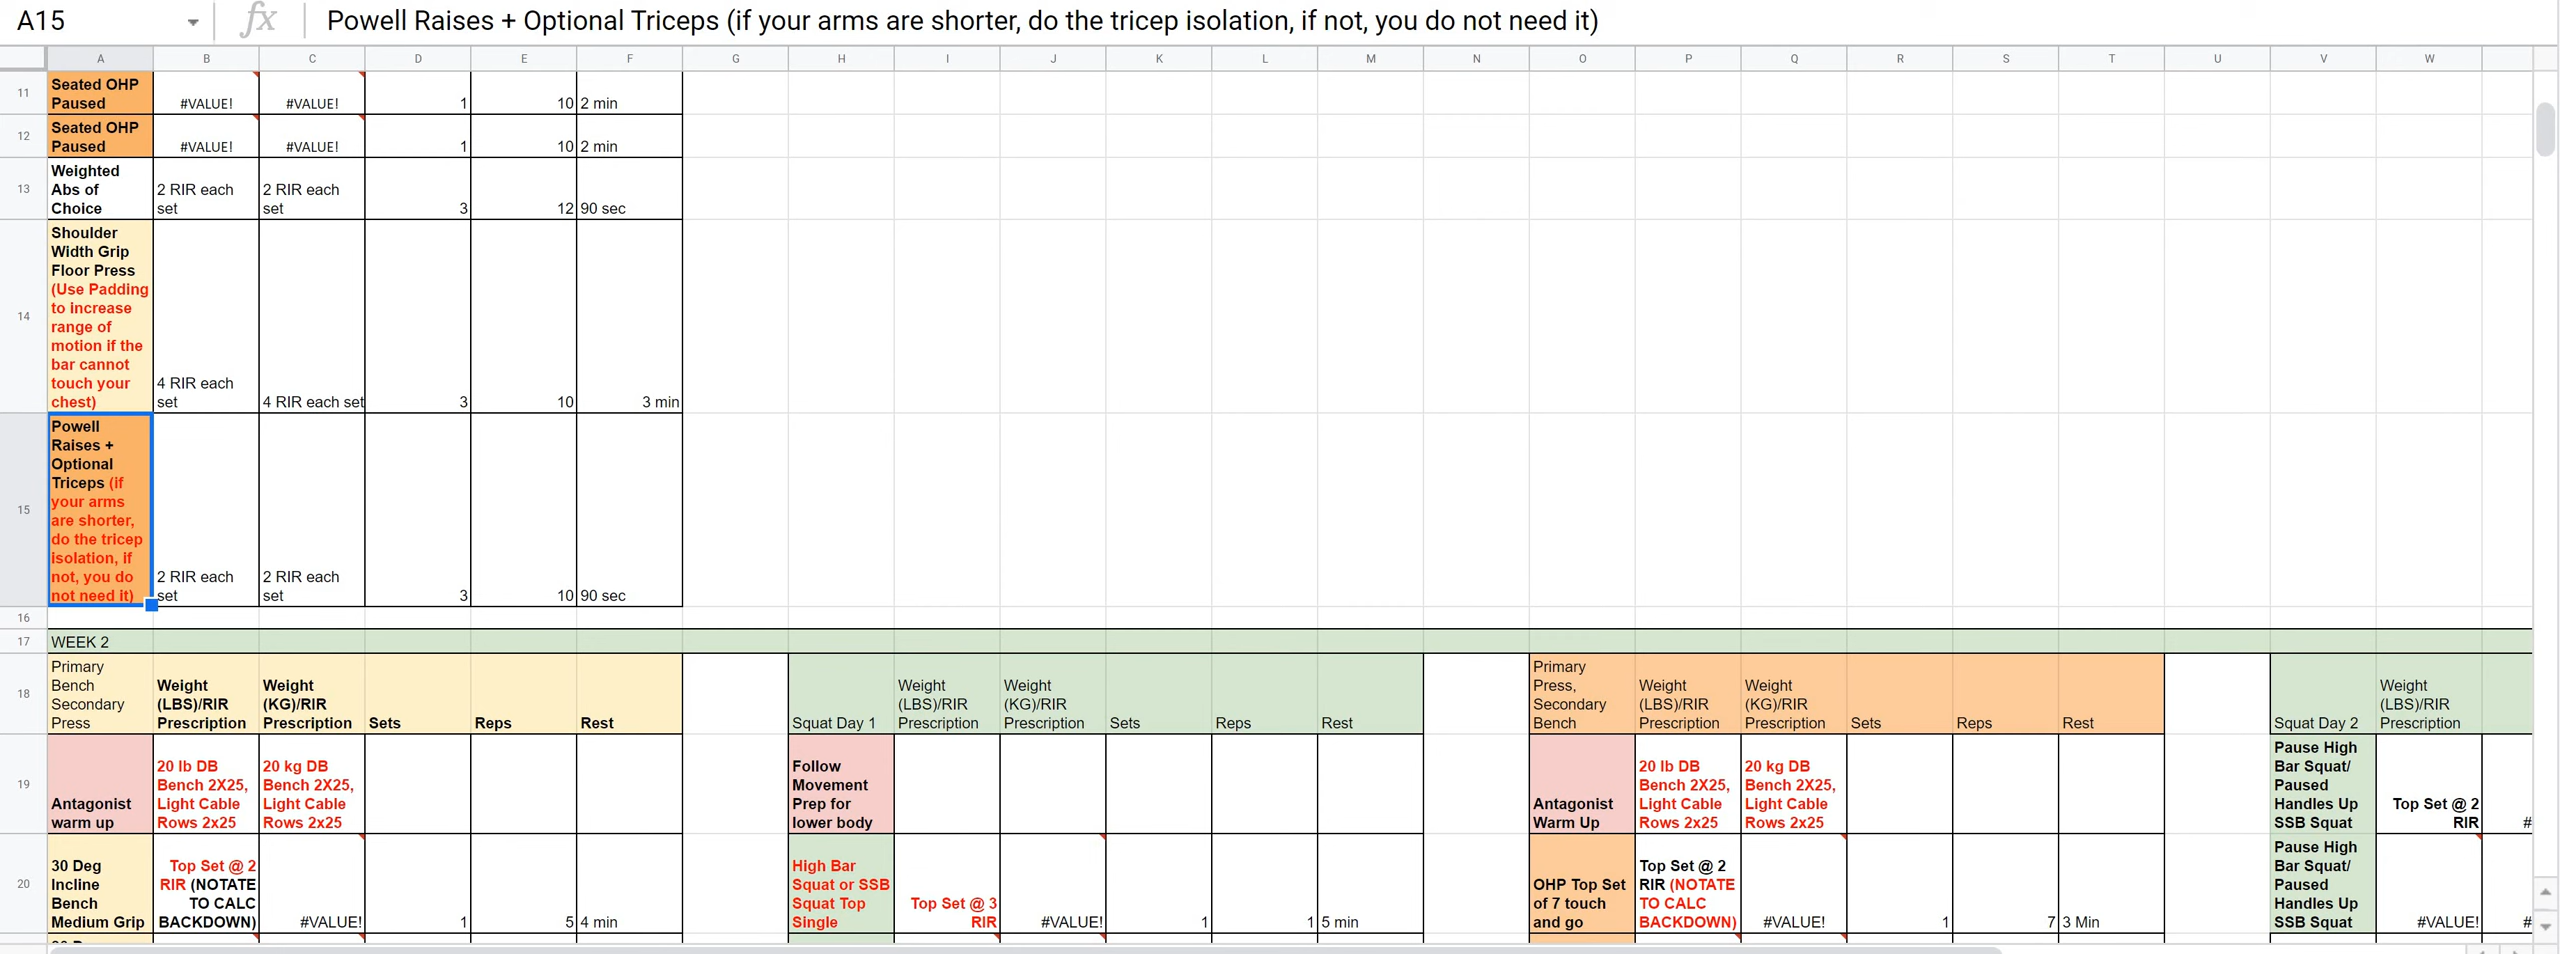 A15
fx
Powell Raises + Optional Triceps (if your arms are shorter, do the tricep isolation, if not, you do not need it)
A B C D E F G H I J K L M N O P Q R S T U V W
11
Seated OHP
Paused
#VALUE! #VALUE! 1 10 2 min
12
Seated OHP
Paused
#VALUE! #VALUE! 1 10 2 min
13
Weighted
Abs of
Choice
2 RIR each
set
2 RIR each
set
3 12 90 sec
14
Shoulder
Width Grip
Floor Press
(Use Padding
to increase
range of
motion if the
bar cannot
touch your
chest)
4 RIR each
set
4 RIR each set
3 10 3 min
15
Powell
Raises +
Optional
Triceps (if
your arms
are shorter,
do the tricep
isolation, if
not, you do
not need it)
2 RIR each
set
2 RIR each
set
3 10 90 sec
16
17 WEEK 2
18
Primary
Bench
Secondary
Press
Weight
(LBS)/RIR
Prescription
Weight
(KG)/RIR
Prescription
Sets Reps Rest
Squat Day 1
Weight
(LBS)/RIR
Prescription
Weight
(KG)/RIR
Prescription
Sets Reps Rest
Primary
Press,
Secondary
Bench
Weight
(LBS)/RIR
Prescription
Weight
(KG)/RIR
Prescription
Sets Reps Rest
Squat Day 2
Weight
(LBS)/RIR
Prescription
19
Antagonist
warm up
20 lb DB
Bench 2X25,
Light Cable
Rows 2x25
20 kg DB
Bench 2X25,
Light Cable
Rows 2x25
Follow
Movement
Prep for
lower body
Antagonist
Warm Up
20 lb DB
Bench 2X25,
Light Cable
Rows 2x25
20 kg DB
Bench 2X25,
Light Cable
Rows 2x25
Pause High
Bar Squat/
Paused
Handles Up
SSB Squat
Top Set @ 2
RIR
#
20
30 Deg
Incline
Bench
Medium Grip
Top Set @ 2
RIR (NOTATE
TO CALC
BACKDOWN)
#VALUE! 1 5 4 min
High Bar
Squat or SSB
Squat Top
Single
Top Set @ 3
RIR
#VALUE! 1 1 5 min
OHP Top Set
of 7 touch
and go
Top Set @ 2
RIR (NOTATE
TO CALC
BACKDOWN)
#VALUE! 1 7 3 Min
Pause High
Bar Squat/
Paused
Handles Up
SSB Squat
#VALUE!
#